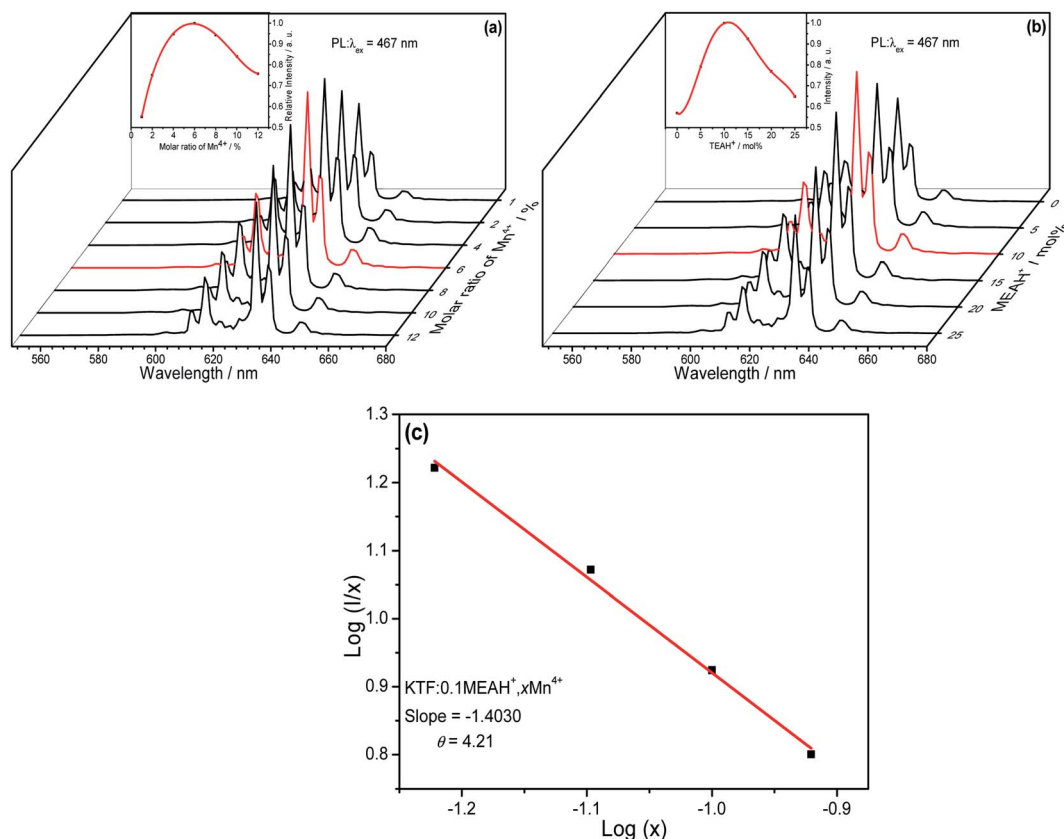 (a)
PL:λex = 467 nm
1.0
0.9
0.8
0.7
0.6
0.5
Relative Intensity / a. u.
0 2 4 6 8 10 12
Molar ratio of Mn4+ / %
1
2
4
6
8
10
12
Molar ratio of Mn4+ / %
560 580 600 620 640 660 680
Wavelength / nm
(b)
PL:λex = 467 nm
1.0
0.9
0.8
0.7
0.6
0.5
Intensity / a. u.
0 5 10 15 20 25
TEAH+ / mol%
0
5
10
15
20
25
MEAH+ / mol%
560 580 600 620 640 660 680
Wavelength / nm
(c)
1.3
1.2
1.1
1.0
0.9
0.8
Log (I/x)
KTF:0.1MEAH+,xMn4+
Slope = -1.4030
θ = 4.21
-1.2 -1.1 -1.0 -0.9
Log (x)